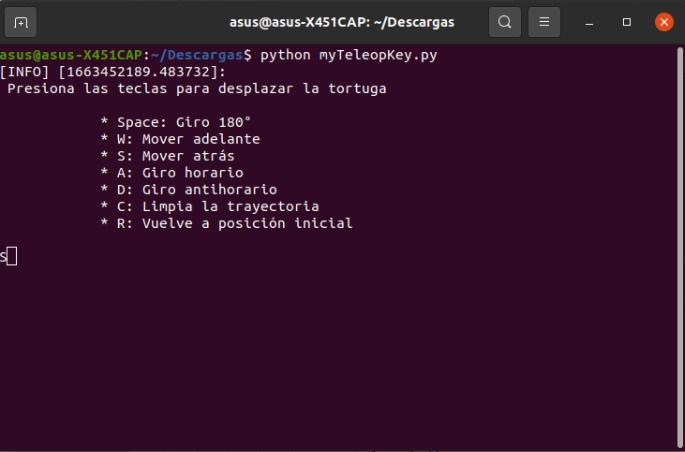 asus@asus-X451CAP: ~/Descargas
asus@asus-X451CAP:~/Descargas$ python myTeleopKey.py
[INFO] [1663452189.483732]:
Presiona las teclas para desplazar la tortuga
* Space: Giro 180°
* W: Mover adelante
* S: Mover atrás
* A: Giro horario
* D: Giro antihorario
* C: Limpia la trayectoria
* R: Vuelve a posición inicial
s